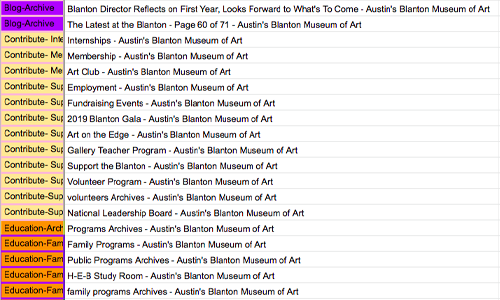 Blog-Archive Blanton Director Reflects on First Year, Looks Forward to What's To Come - Austin's Blanton Museum of Art
Blog-Archive The Latest at the Blanton - Page 60 of 71 - Austin's Blanton Museum of Art
Contribute- Inte Internships - Austin's Blanton Museum of Art
Contribute- Me Membership - Austin's Blanton Museum of Art
Contribute- Me Art Club - Austin's Blanton Museum of Art
Contribute- Sup Employment - Austin's Blanton Museum of Art
Contribute- Sup Fundraising Events - Austin's Blanton Museum of Art
Contribute- Sup 2019 Blanton Gala - Austin's Blanton Museum of Art
Contribute- Sup Art on the Edge - Austin's Blanton Museum of Art
Contribute- Sup Gallery Teacher Program - Austin's Blanton Museum of Art
Contribute- Sup Support the Blanton - Austin's Blanton Museum of Art
Contribute- Sup Volunteer Program - Austin's Blanton Museum of Art
Contribute-Sup volunteers Archives - Austin's Blanton Museum of Art
Contribute-Sup National Leadership Board - Austin's Blanton Museum of Art
Education-Arch Programs Archives - Austin's Blanton Museum of Art
Education-Fam Family Programs - Austin's Blanton Museum of Art
Education-Fam Public Programs Archives - Austin's Blanton Museum of Art
Education-Fam H-E-B Study Room - Austin's Blanton Museum of Art
Education-Fam family programs Archives - Austin's Blanton Museum of Art